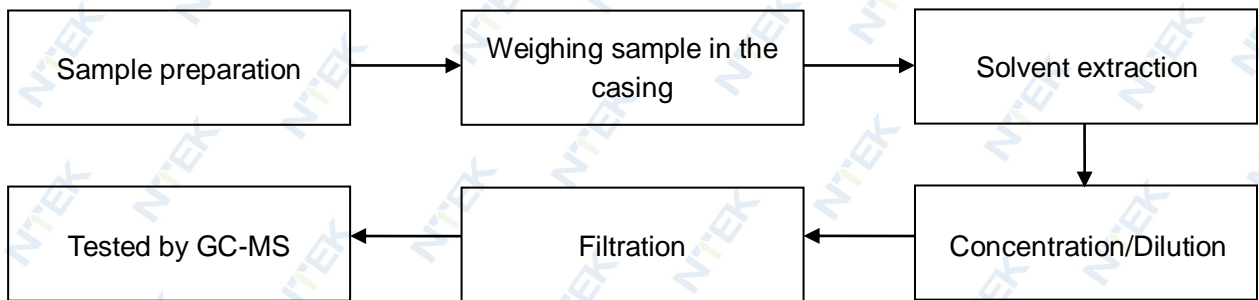 Sample preparation
Weighing sample in the
casing
Solvent extraction
Concentration/Dilution
Filtration
Tested by GC-MS
NTEK